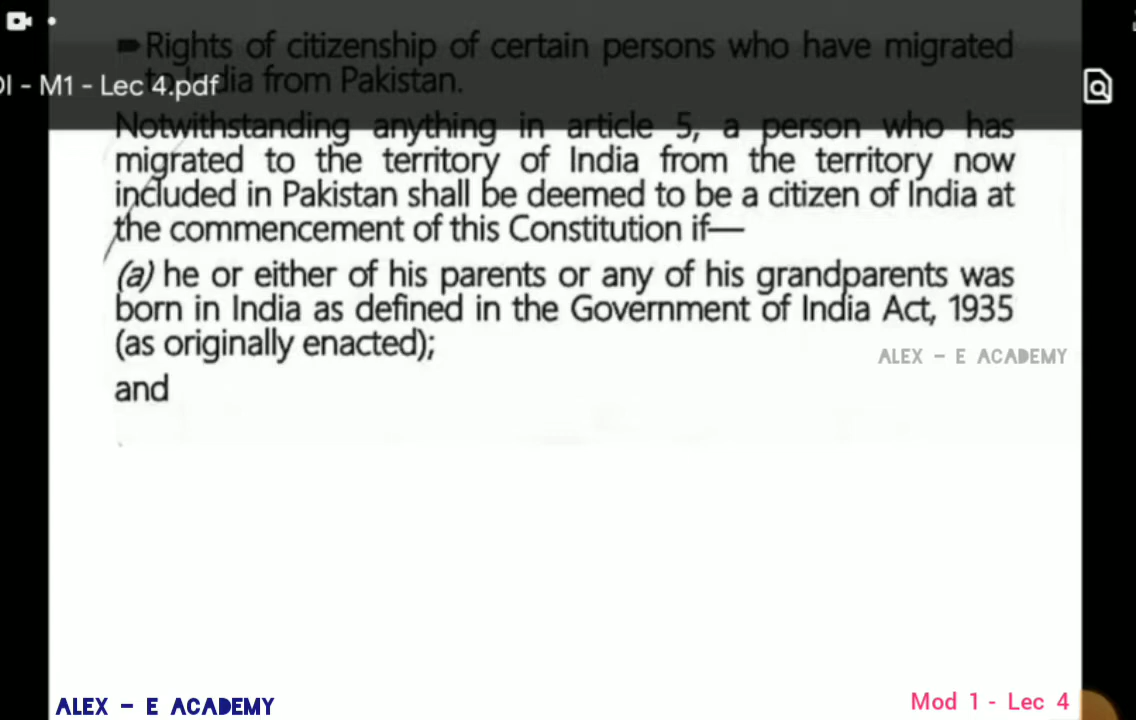 Rights of citizenship of certain persons who have migrated
to India from Pakistan.
DI - M1 - Lec 4.pdf
Notwithstanding anything in article 5, a person who has
migrated to the territory of India from the territory now
included in Pakistan shall be deemed to be a citizen of India at
the commencement of this Constitution if—
(a) he or either of his parents or any of his grandparents was
born in India as defined in the Government of India Act, 1935
(as originally enacted);
ALEX - E ACADEMY
and
ALEX - E ACADEMY
Mod 1 - Lec 4